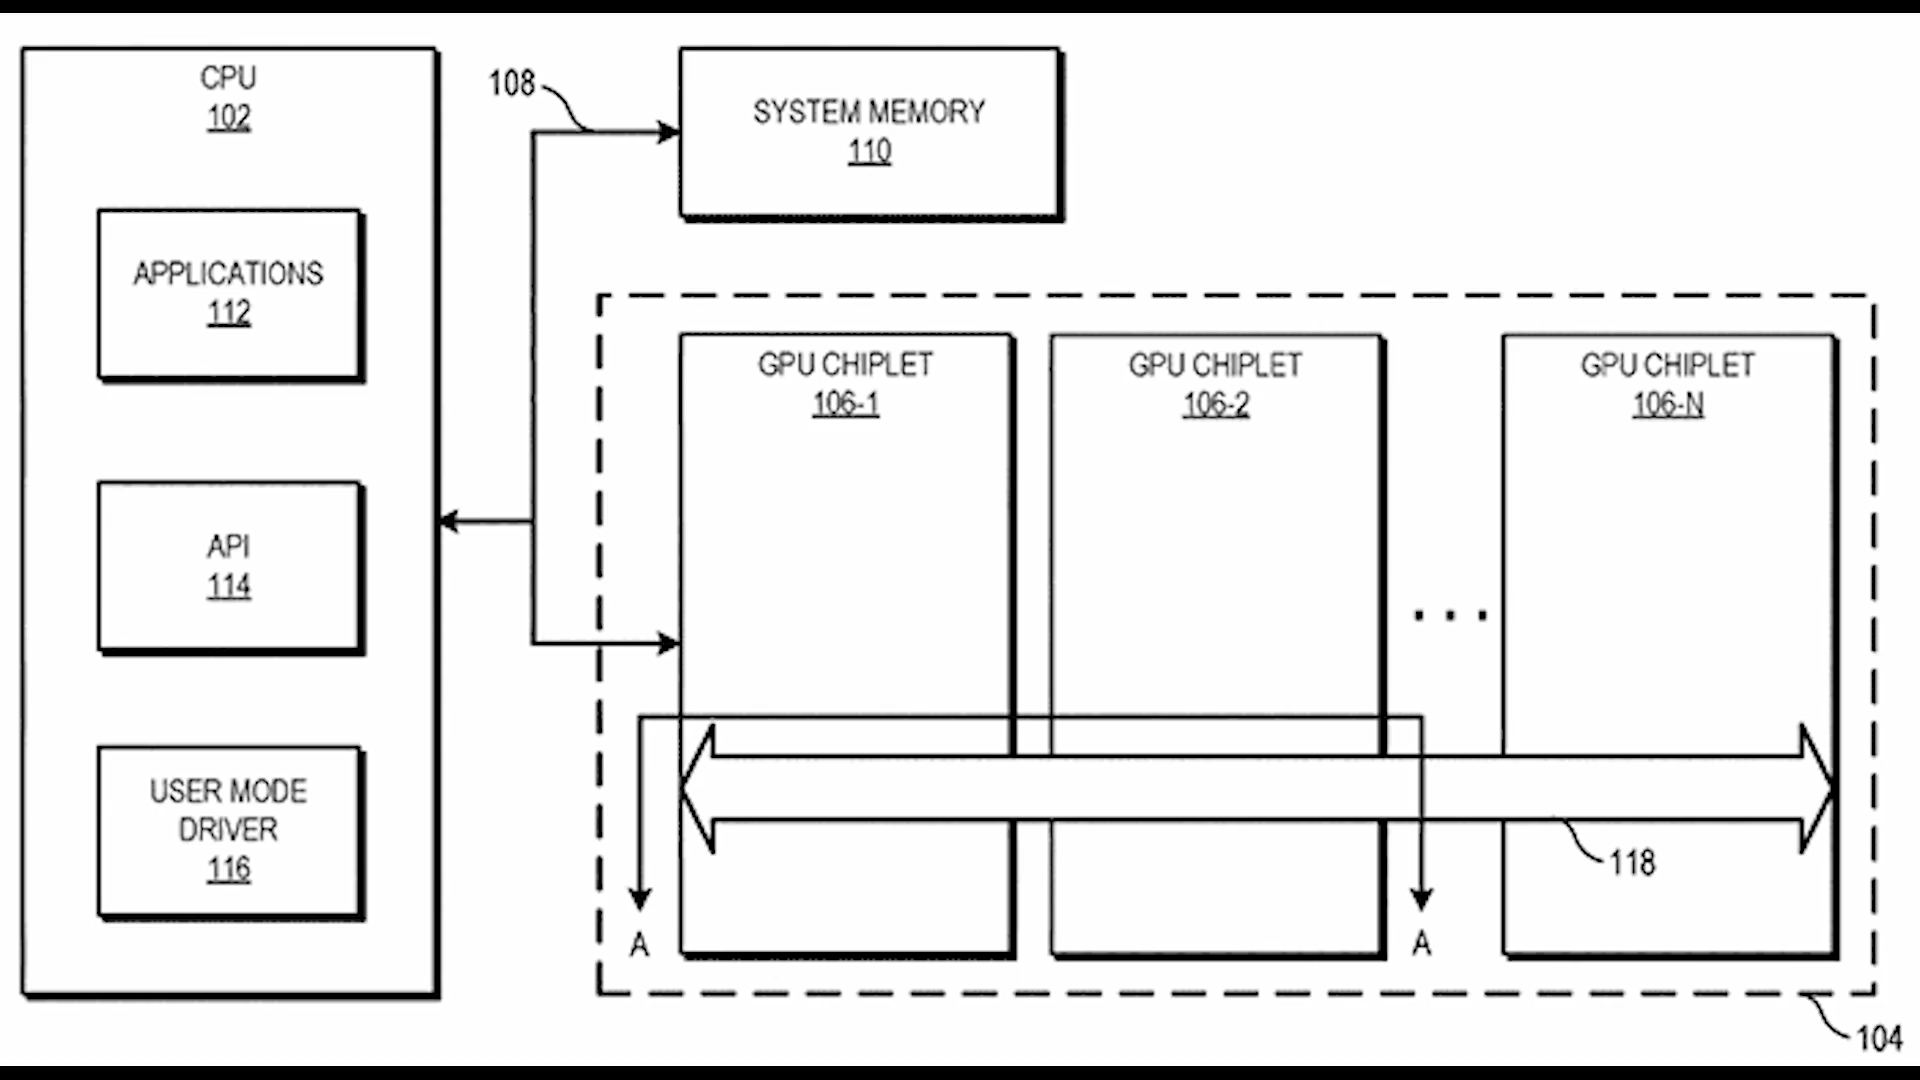 CPU
102
APPLICATIONS
112
API
114
USER MODE
DRIVER
116
108
SYSTEM MEMORY
110
GPU CHIPLET
106-1
GPU CHIPLET
106-2
. . .
GPU CHIPLET
106-N
118
A
A
104